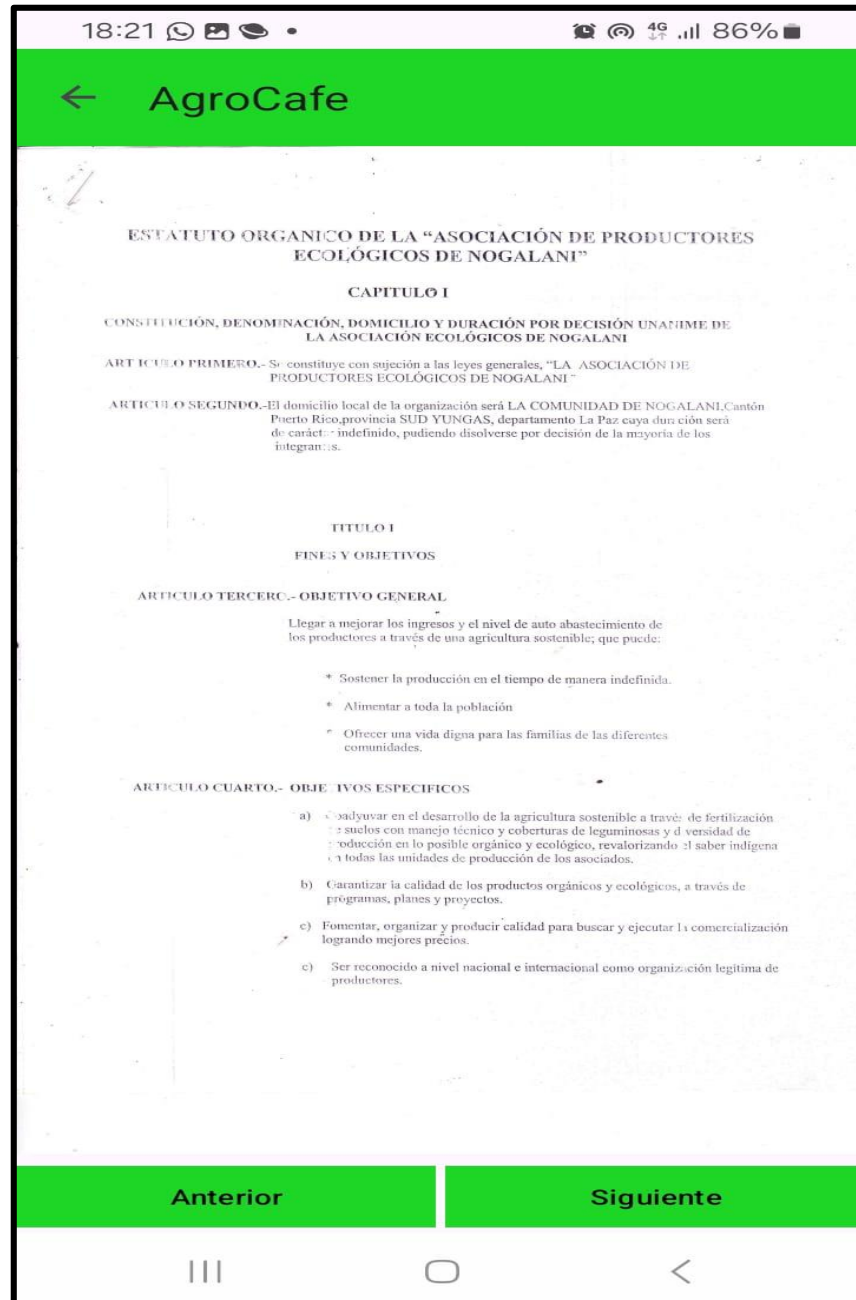 18:21 4G 86%
AgroCafe
ESTATUTO ORGANICO DE LA “ASOCIACIÓN DE PRODUCTORES
ECOLÓGICOS DE NOGALANI”
CAPITULO I
CONSTITUCIÓN, DENOMINACIÓN, DOMICILIO Y DURACIÓN POR DECISIÓN UNANIME DE
LA ASOCIACIÓN ECOLÓGICOS DE NOGALANI
ARTICULO PRIMERO.- Se constituye con sujeción a las leyes generales, “LA ASOCIACIÓN DE
PRODUCTORES ECOLÓGICOS DE NOGALANI”
ARTICULO SEGUNDO.-El domicilio local de la organización será LA COMUNIDAD DE NOGALANI,Cantón
Puerto Rico,provincia SUD YUNGAS, departamento La Paz cuya duración será
de carácter indefinido, pudiendo disolverse por decisión de la mayoría de los
integrantes.
TITULO I
FINES Y OBJETIVOS
ARTICULO TERCERO.- OBJETIVO GENERAL
Llegar a mejorar los ingresos y el nivel de auto abastecimiento de
los productores a través de una agricultura sostenible; que puede:
* Sostener la producción en el tiempo de manera indefinida.
* Alimentar a toda la población
* Ofrecer una vida digna para las familias de las diferentes
comunidades.
ARTICULO CUARTO.- OBJETIVOS ESPECIFICOS
a) Coadyuvar en el desarrollo de la agricultura sostenible a través de fertilización
de suelos con manejo técnico y coberturas de leguminosas y diversidad de
producción en lo posible orgánico y ecológico, revalorizando el saber indígena
en todas las unidades de producción de los asociados.
b) Garantizar la calidad de los productos orgánicos y ecológicos, a través de
programas, planes y proyectos.
c) Fomentar, organizar y producir calidad para buscar y ejecutar la comercialización
logrando mejores precios.
c) Ser reconocido a nivel nacional e internacional como organización legítima de
productores.
Anterior Siguiente